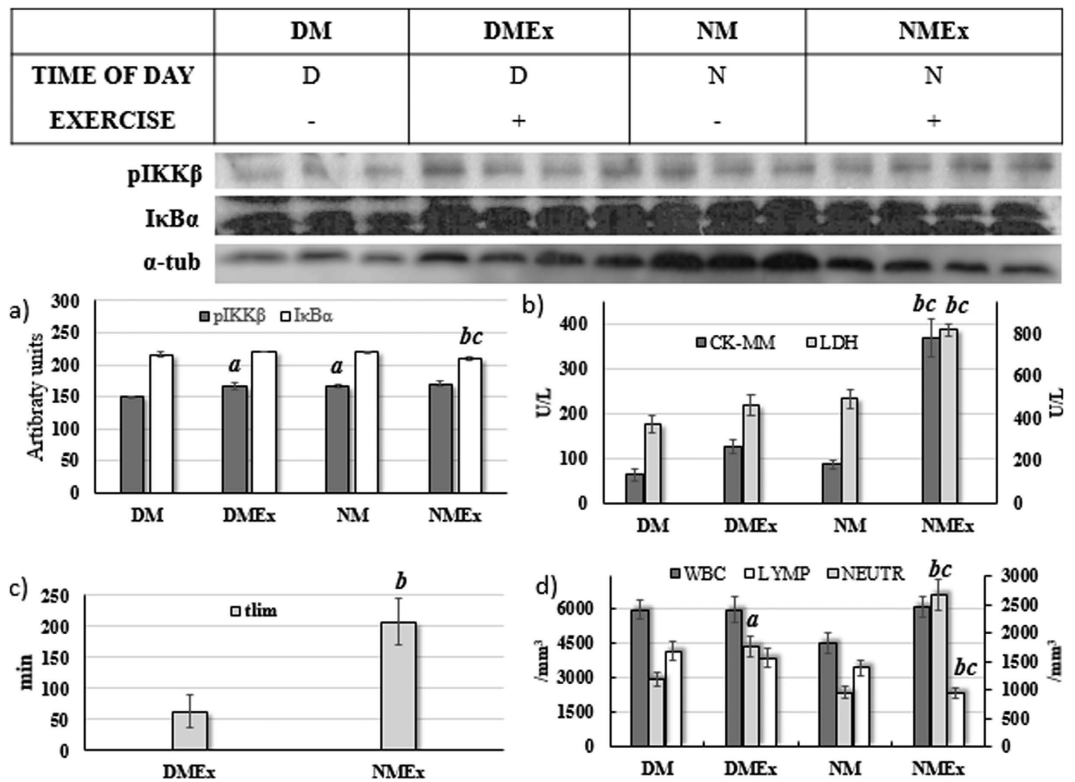 DM DMEx NM NMEx
TIME OF DAY D D N N
EXERCISE - + - +
pIKKβ
IκBα
α-tub
a)
300
250
200
150
100
50
0
Artibraty units
pIKKβ IκBα
a a bc
DM DMEx NM NMEx
b)
400
300
200
100
0
U/L
CK-MM LDH
bc bc
800
600
400
200
0
U/L
DM DMEx NM NMEx
c)
250
200
150
100
50
0
min
tlim
b
DMEx NMEx
d)
WBC LYMP NEUTR
6000
4500
3000
1500
0
/mm³
a bc
bc
3000
2500
2000
1500
1000
500
0
/mm³
DM DMEx NM NMEx